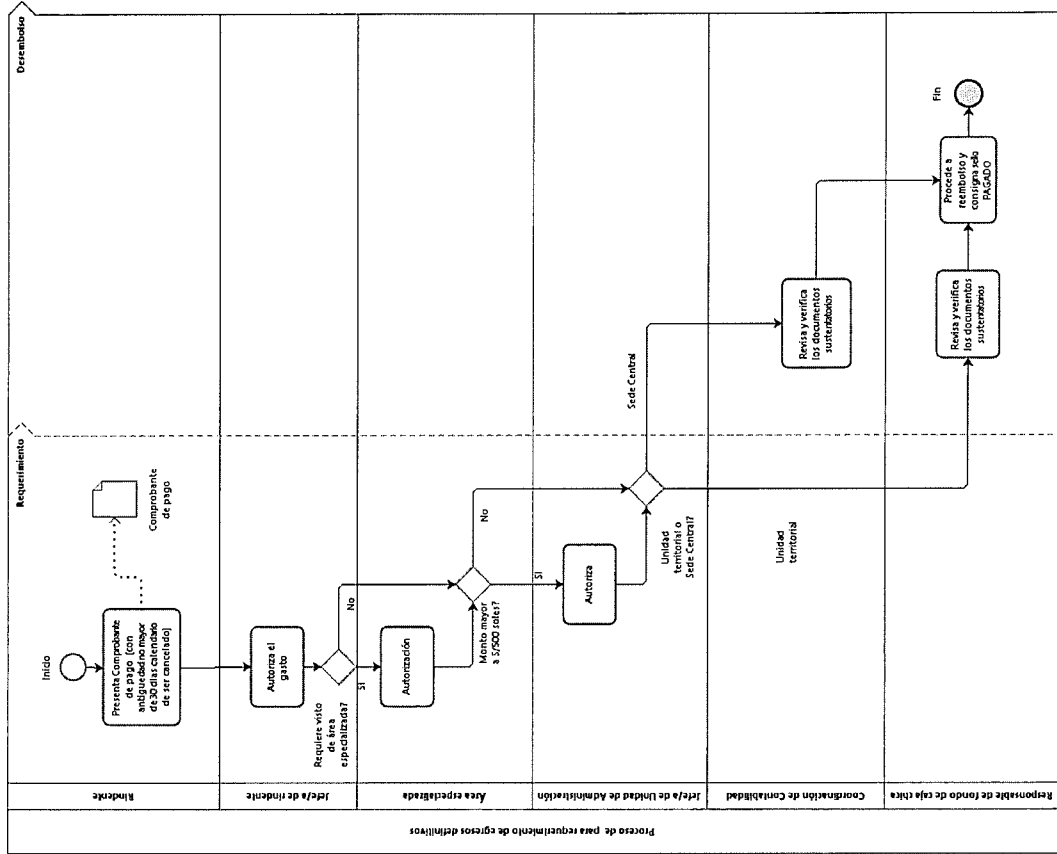 Proceso de para requerimiento de egresos definitivos
Requerimiento
Desembolso
Rindente
Inicio
Presenta Comprobante
de pago [con
antiguedad no mayor
de 30 días calendario
de ser cancelado]
Comprobante
de pago
Jefe/a de rindente
Autoriza el
gasto
Requiere visto
de área
especializada?
No
SI
Área especializada
Autorización
Monto mayor
a S/500 soles?
No
SI
Jefe/a de Unidad de Administración
Autoriza
Unidad
territorial o
Sede Central?
Sede Central
Coordinación de Contabilidad
Unidad
territorial
Revisa y verifica
los documentos
sustentatorios
Responsable de fondo de caja chica
Revisa y verifica
los documentos
sustentatorios
Procede a
reembolso y
consigna sello
PAGADO
Fin